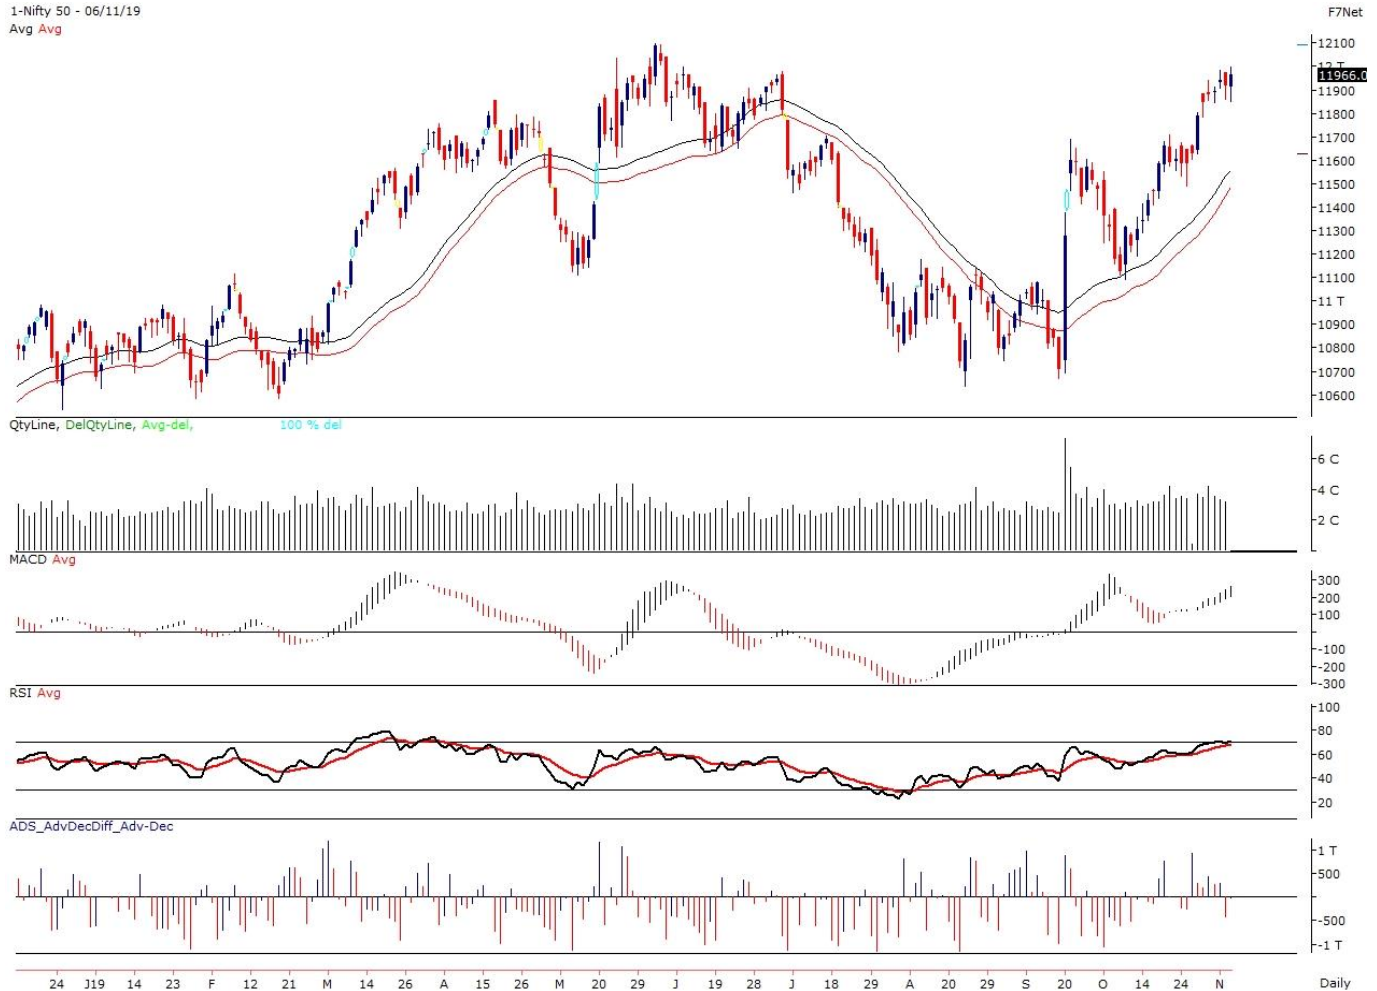 1-Nifty 50 - 06/11/19
F7Net
Avg Avg
12100
12 T
11966.0
11900
11800
11700
11600
11500
11400
11300
11200
11100
11 T
10900
10800
10700
10600
QtyLine, DelQtyLine, Avg-del, 100 % del
6 C
4 C
2 C
MACD Avg
300
200
100
-100
-200
-300
RSI Avg
100
80
60
40
20
ADS_AdvDecDiff_Adv-Dec
1 T
500
-500
-1 T
24 J19 14 23 F 12 21 M 14 26 A 15 26 M 20 29 J 19 28 J 18 29 A 20 29 S 20 O 14 24 N Daily